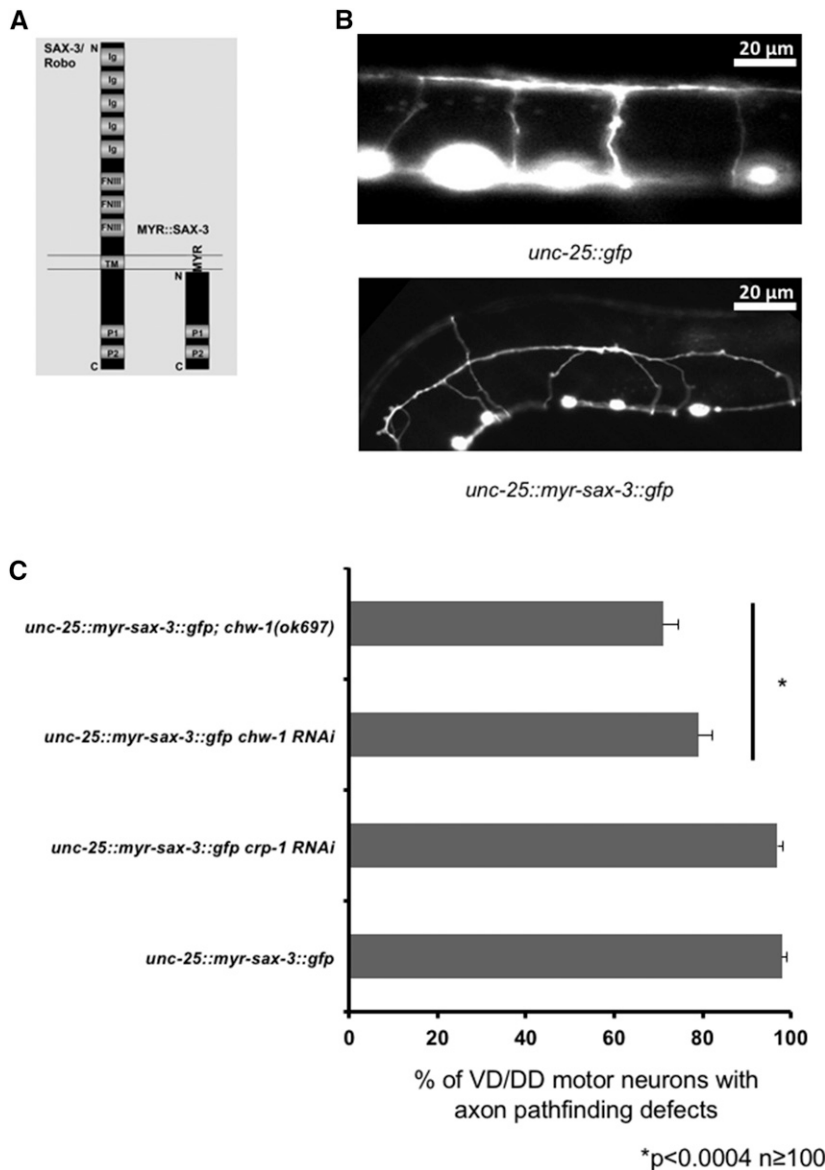 A
SAX-3/
Robo
N
Ig
Ig
Ig
Ig
Ig
FNIII
FNIII
FNIII
MYR::SAX-3
MYR
TM
N
P1
P1
P2
P2
C
C
B
20 µm
unc-25::gfp
20 µm
unc-25::myr-sax-3::gfp
C
unc-25::myr-sax-3::gfp; chw-1(ok697)
*
unc-25::myr-sax-3::gfp chw-1 RNAi
unc-25::myr-sax-3::gfp crp-1 RNAi
unc-25::myr-sax-3::gfp
0 20 40 60 80 100
% of VD/DD motor neurons with
axon pathfinding defects
*p<0.0004 n≥100